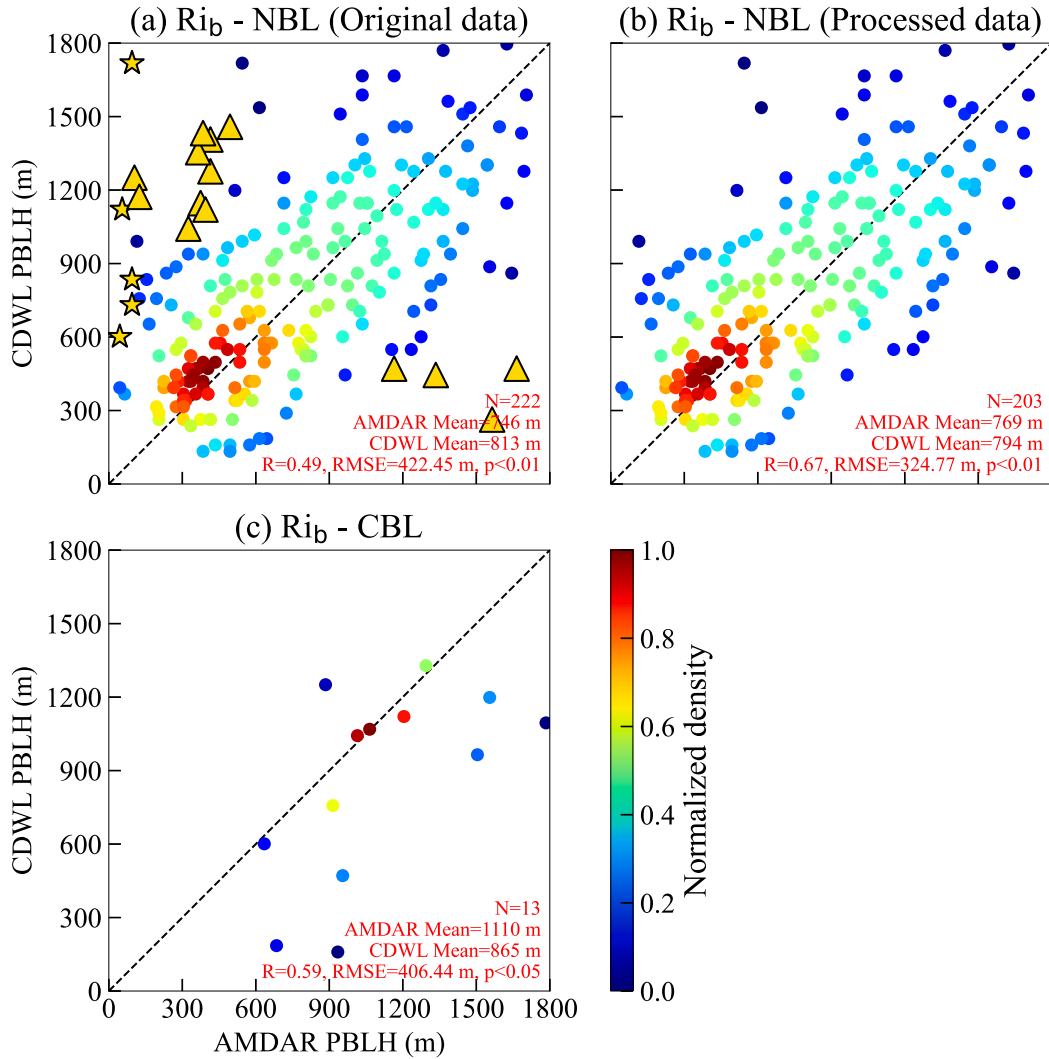 (a) Ri_b - NBL (Original data)
(b) Ri_b - NBL (Processed data)
1800
1500
1200
900
600
300
0
CDWL PBLH (m)
N=222
AMDAR Mean=746 m
CDWL Mean=813 m
R=0.49, RMSE=422.45 m, p<0.01
N=203
AMDAR Mean=769 m
CDWL Mean=794 m
R=0.67, RMSE=324.77 m, p<0.01
(c) Ri_b - CBL
1800
1500
1200
900
600
300
0
CDWL PBLH (m)
N=13
AMDAR Mean=1110 m
CDWL Mean=865 m
R=0.59, RMSE=406.44 m, p<0.05
0 300 600 900 1200 1500 1800
AMDAR PBLH (m)
1.0
0.8
0.6
0.4
0.2
0.0
Normalized density